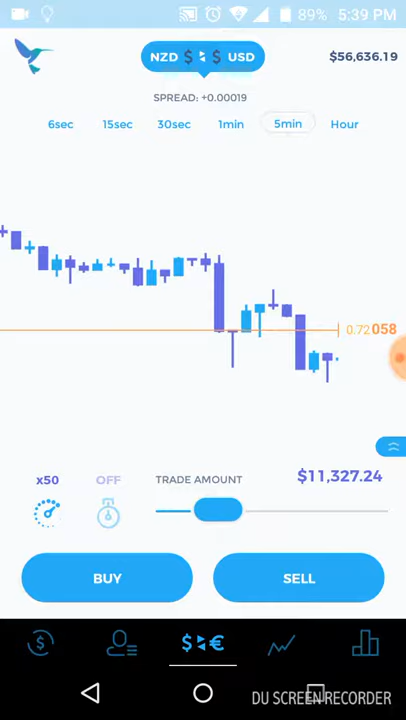 89% 5:39 PM
NZD $ $ USD
$56,636.19
SPREAD: +0.00019
6sec 15sec 30sec 1min 5min Hour
0.72058
x50 OFF TRADE AMOUNT $11,327.24
BUY SELL
$ €
DU SCREEN RECORDER